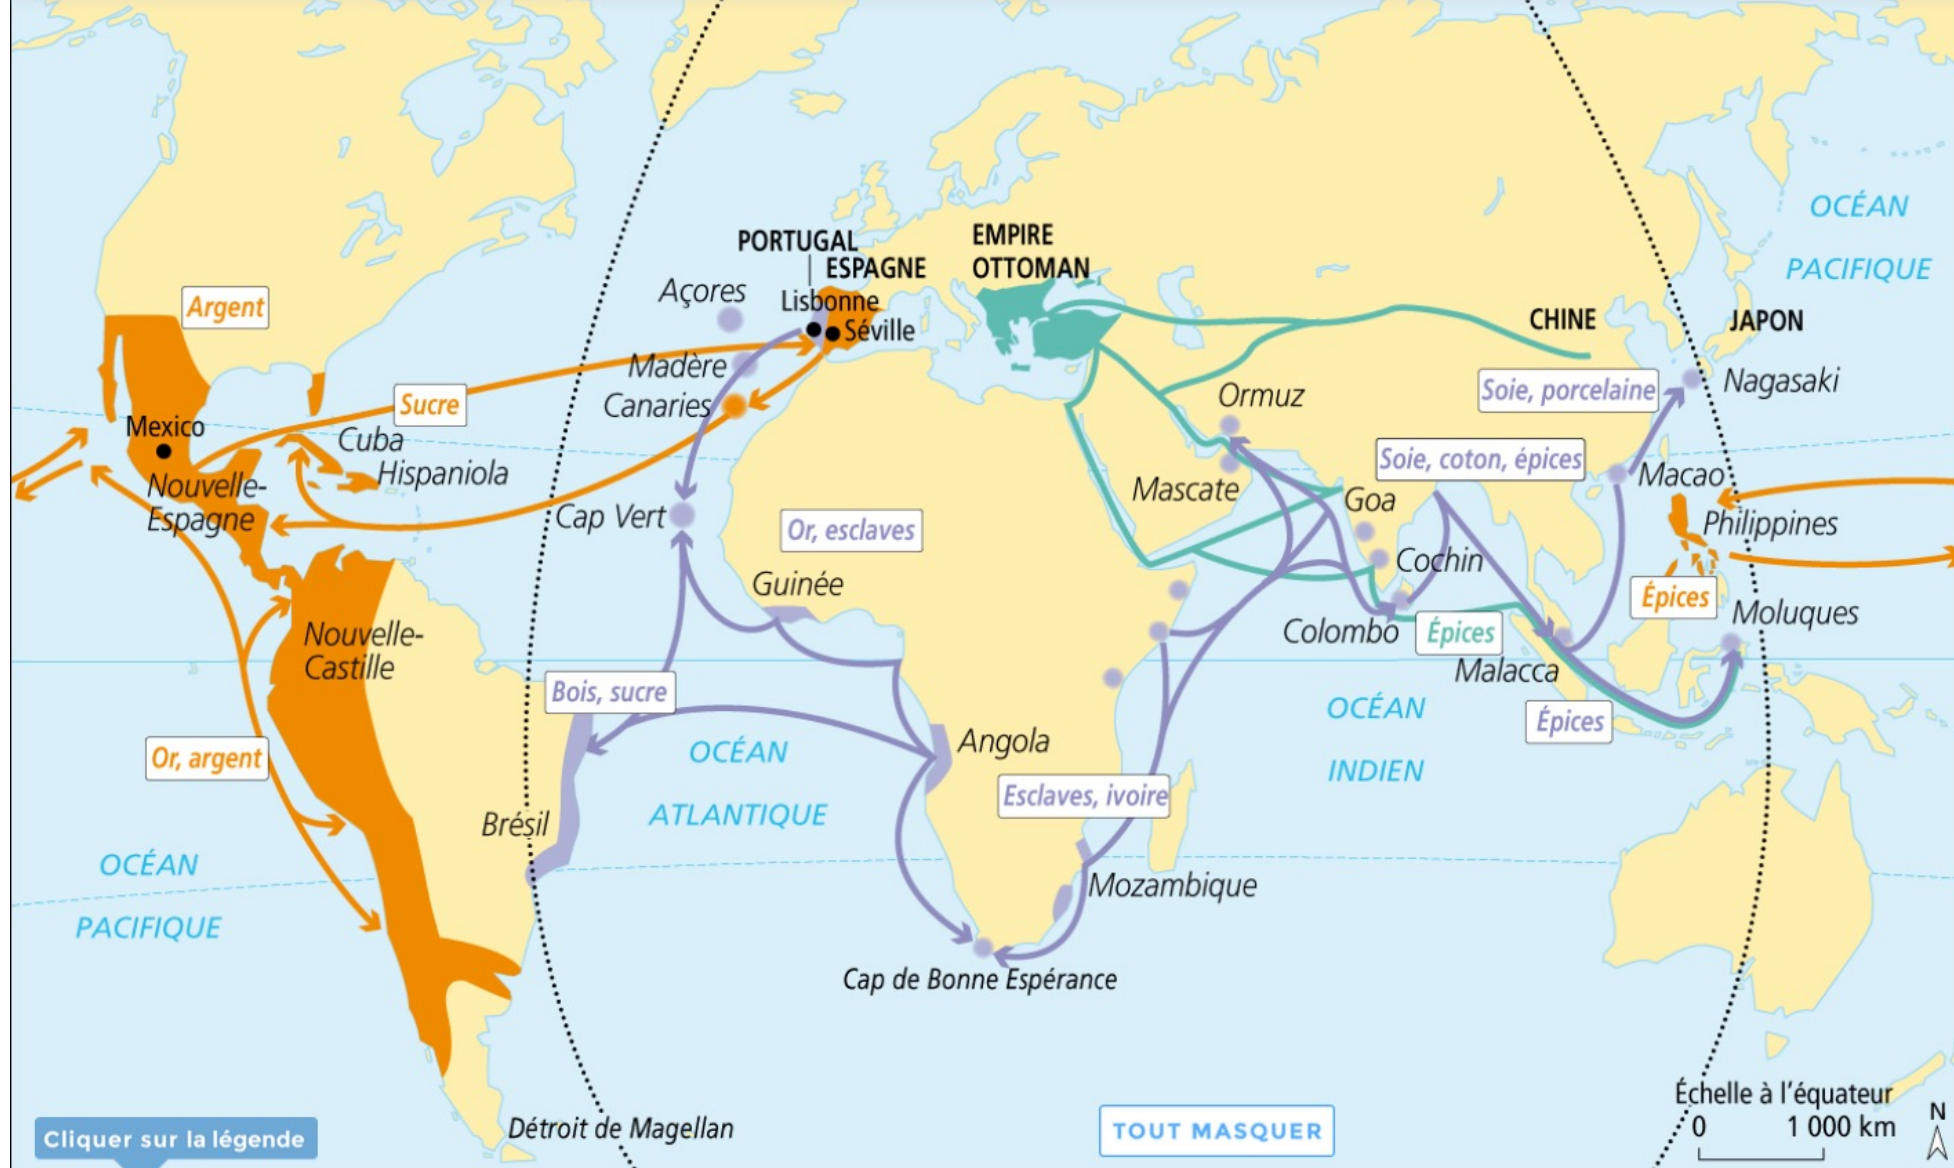 OCÉAN
PACIFIQUE
PORTUGAL
ESPAGNE
EMPIRE
OTTOMAN
Açores
Lisbonne
Séville
CHINE
JAPON
Argent
Madère
Canaries
Sucre
Ormuz
Soie, porcelaine
Nagasaki
Mexico
Cuba
Hispaniola
Soie, coton, épices
Macao
Nouvelle-
Espagne
Cap Vert
Or, esclaves
Mascate
Goa
Philippines
Cochin
Guinée
Épices
Moluques
Nouvelle-
Castille
Colombo
Épices
Malacca
Bois, sucre
OCÉAN
INDIEN
Épices
Or, argent
OCÉAN
ATLANTIQUE
Angola
Esclaves, ivoire
Brésil
OCÉAN
PACIFIQUE
Mozambique
Cap de Bonne Espérance
Détroit de Magellan
Échelle à l'équateur
0 1 000 km
N
Cliquer sur la légende
TOUT MASQUER